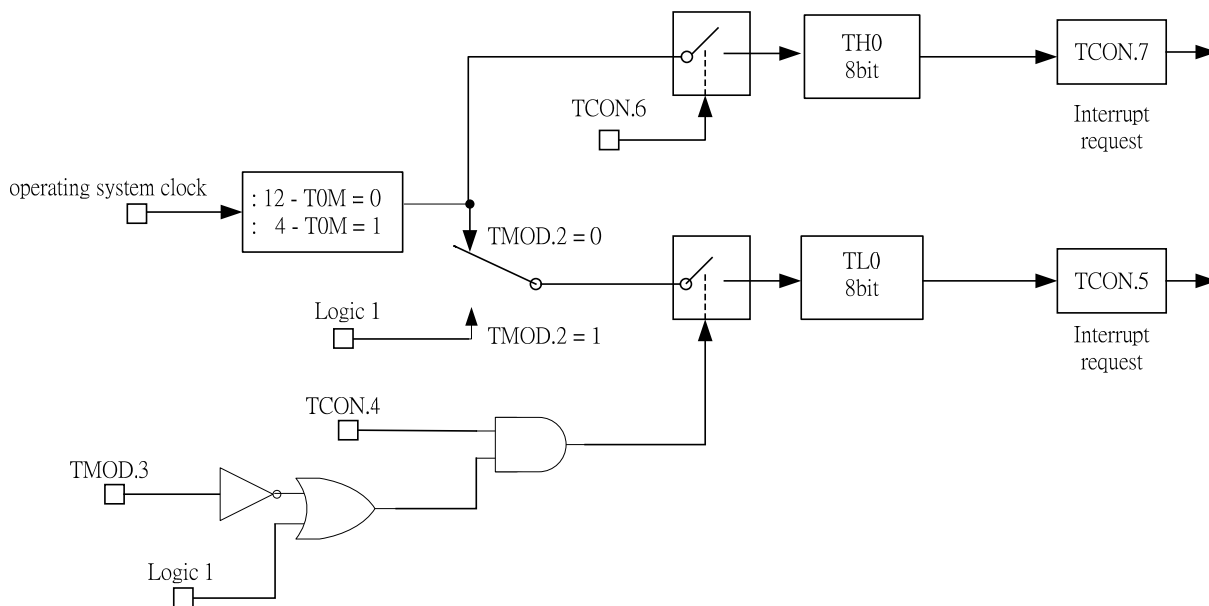 TH0
8bit
TCON.7
TCON.6
Interrupt
request
operating system clock
: 12 - T0M = 0
: 4 - T0M = 1
TMOD.2 = 0
TL0
8bit
TCON.5
Logic 1
TMOD.2 = 1
Interrupt
request
TCON.4
TMOD.3
Logic 1